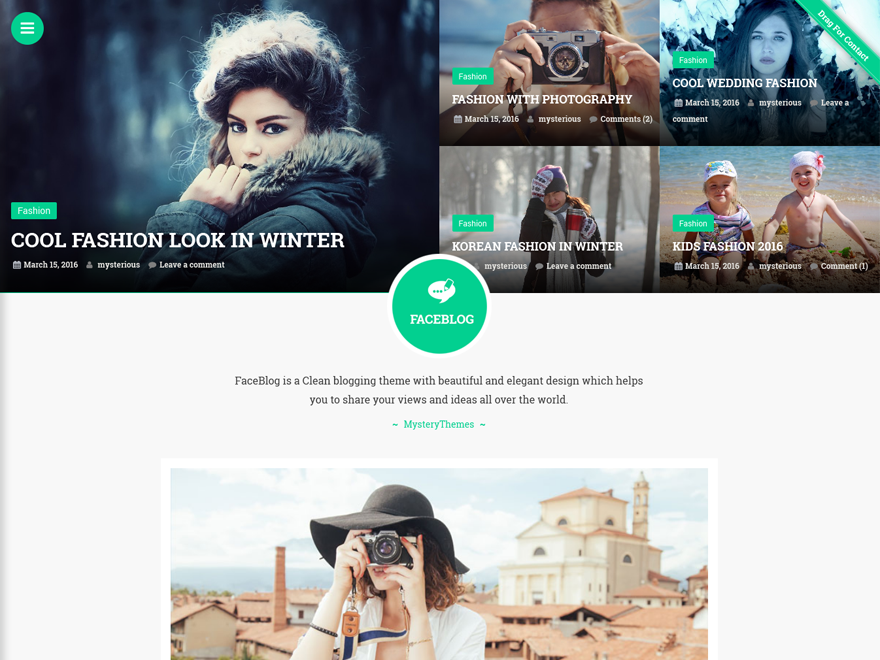 Fashion
COOL FASHION LOOK IN WINTER
March 15, 2016 mysterious Leave a comment
Fashion
FASHION WITH PHOTOGRAPHY
March 15, 2016 mysterious Comments (2)
Drag For Contact
Fashion
COOL WEDDING FASHION
March 15, 2016 mysterious Leave a
comment
Fashion
KOREAN FASHION IN WINTER
mysterious Leave a comment
Fashion
KIDS FASHION 2016
March 15, 2016 mysterious Comment (1)
FACEBLOG
FaceBlog is a Clean blogging theme with beautiful and elegant design which helps
you to share your views and ideas all over the world.
~ MysteryThemes ~